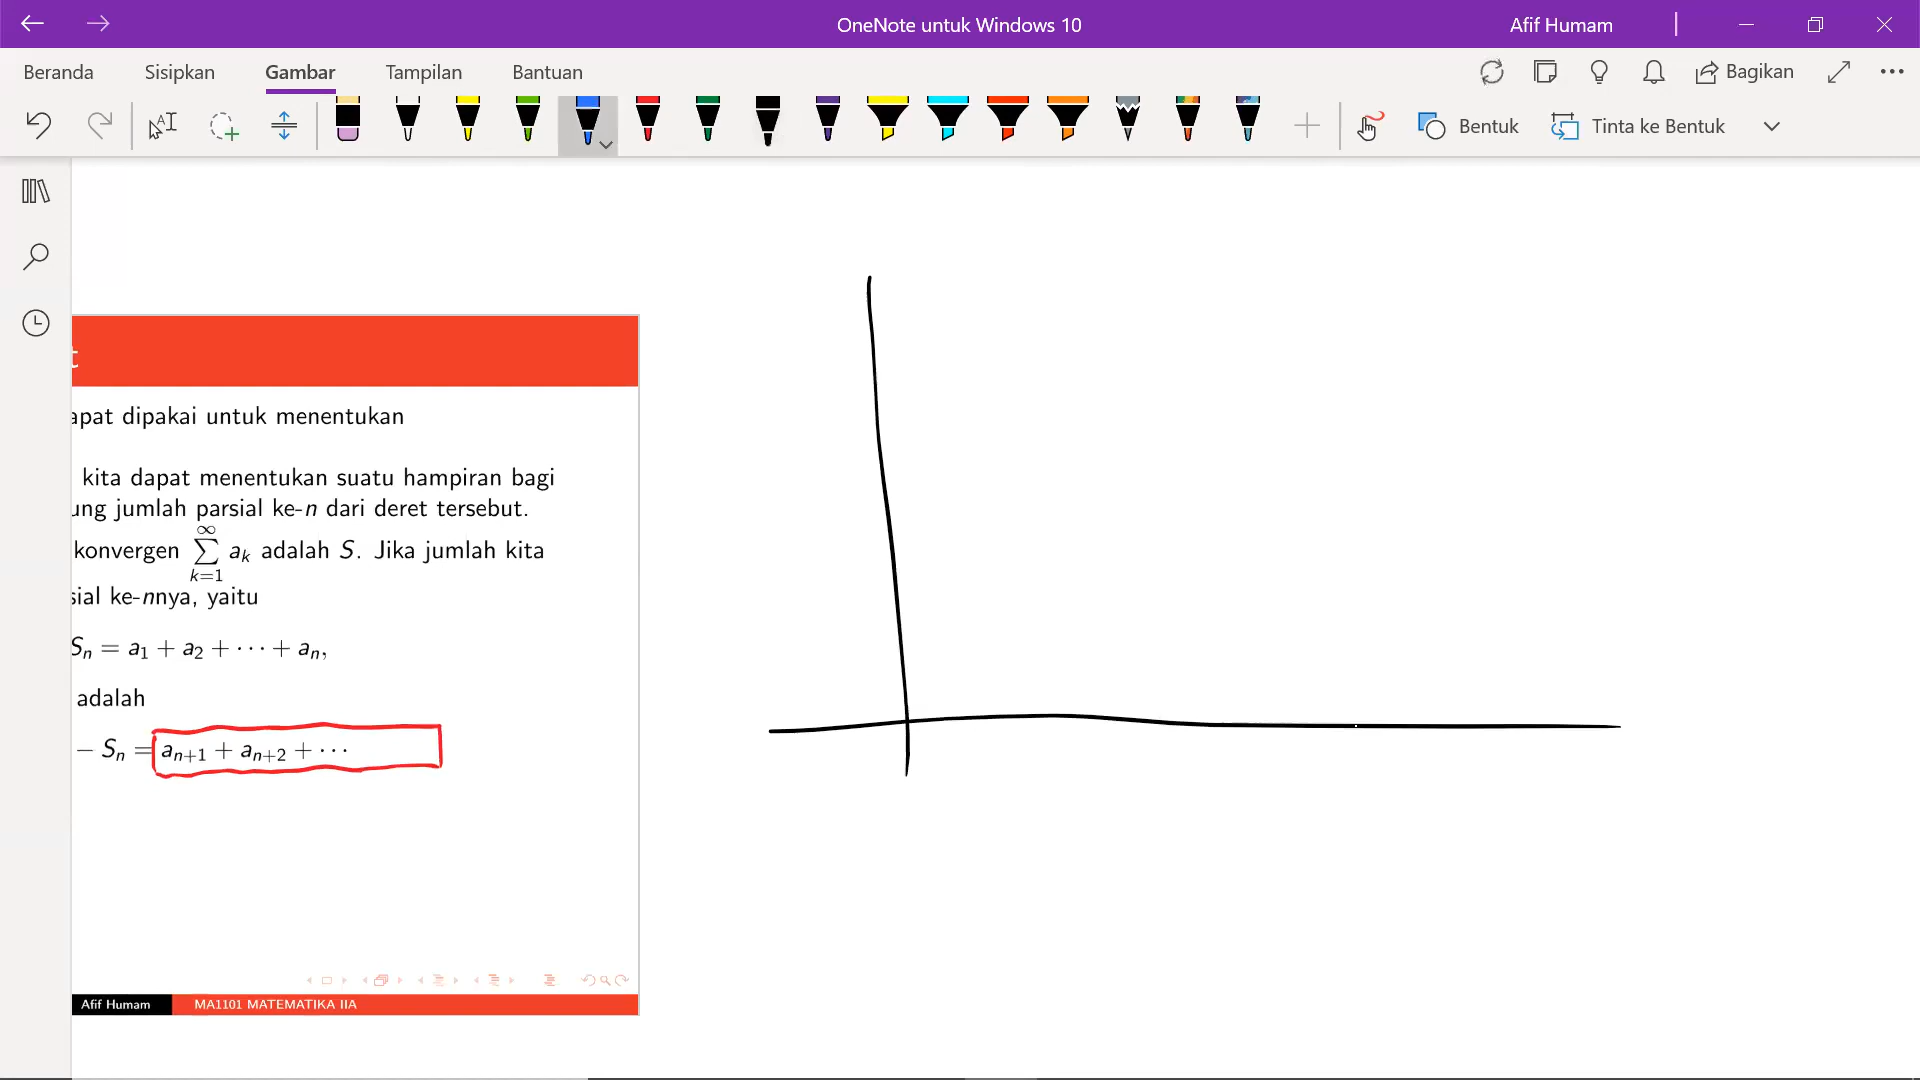 OneNote untuk Windows 10
Afif Humam
Beranda
Sisipkan
Gambar
Tampilan
Bantuan
Bagikan
Bentuk
Tinta ke Bentuk
t
apat dipakai untuk menentukan
kita dapat menentukan suatu hampiran bagi
ung jumlah parsial ke-n dari deret tersebut.
konvergen ∑_{k=1}^{∞} a_k adalah S. Jika jumlah kita
sial ke-nnya, yaitu
S_n = a_1 + a_2 + ··· + a_n,
adalah
− S_n = a_{n+1} + a_{n+2} + ···
Afif Humam
MA1101 MATEMATIKA IIA